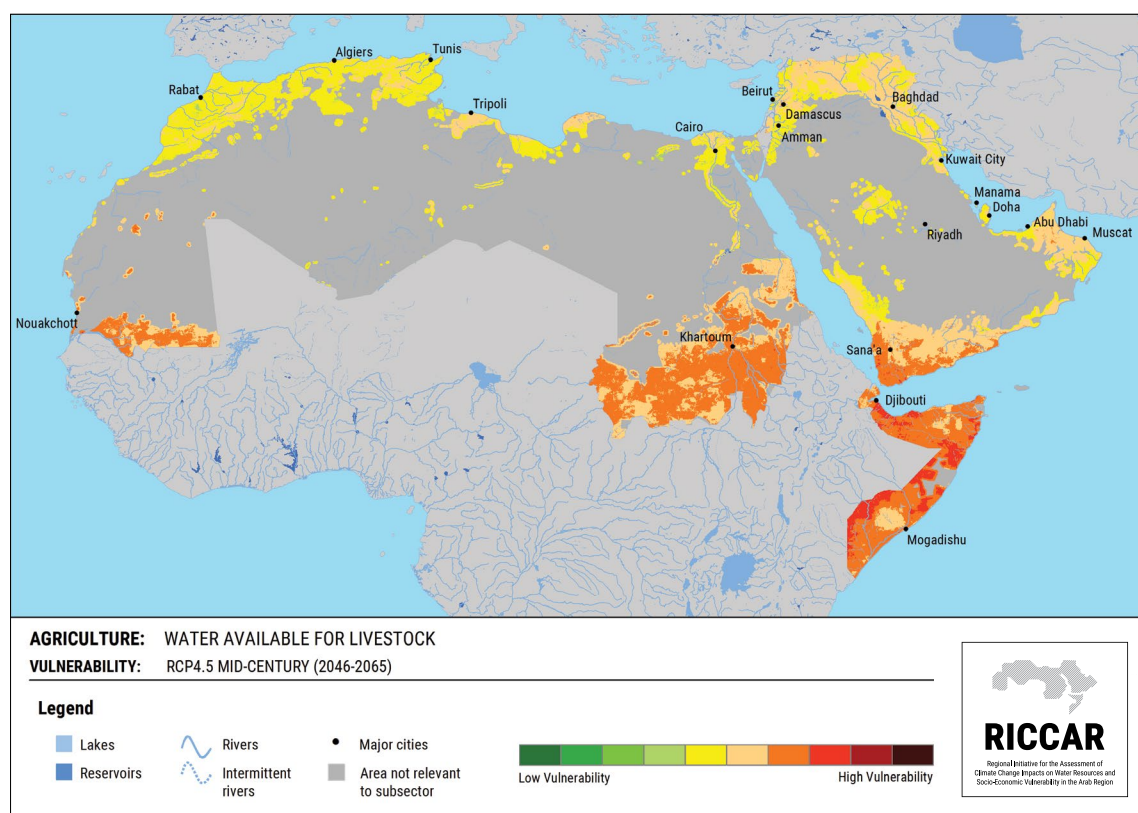 Algiers
Tunis
Rabat
Tripoli
Beirut
Damascus
Baghdad
Cairo
Amman
Kuwait City
Manama
Doha
Abu Dhabi
Muscat
Riyadh
Nouakchott
Khartoum
Sana'a
Djibouti
Mogadishu
AGRICULTURE: WATER AVAILABLE FOR LIVESTOCK
VULNERABILITY: RCP4.5 MID-CENTURY (2046-2065)
Legend
Lakes
Reservoirs
Rivers
Intermittent
rivers
Major cities
Area not relevant
to subsector
Low Vulnerability
High Vulnerability
RICCAR
Regional Initiative for the Assessment of
Climate Change Impacts on Water Resources and
Socio-Economic Vulnerability in the Arab Region